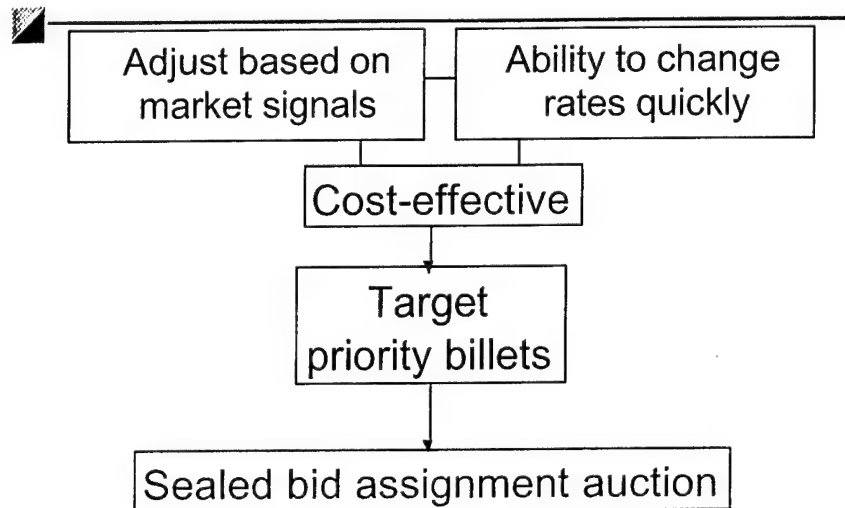 Adjust based on
market signals
Ability to change
rates quickly
Cost-effective
Target
priority billets
Sealed bid assignment auction